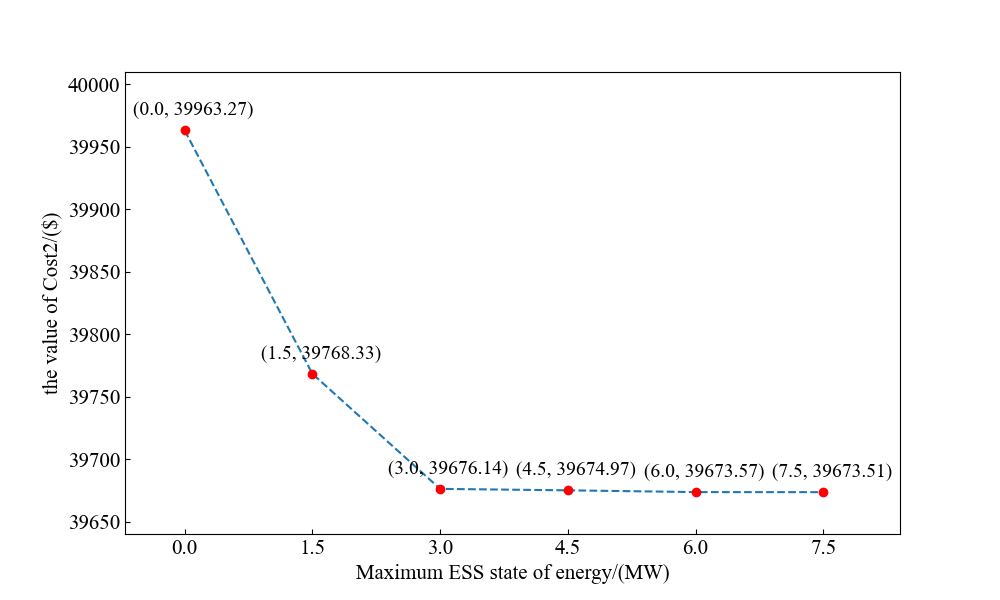 40000
39950
39900
39850
39800
39750
39700
39650
the value of Cost2/($)
(0.0, 39963.27)
(1.5, 39768.33)
(3.0, 39676.14) (4.5, 39674.97) (6.0, 39673.57) (7.5, 39673.51)
0.0 1.5 3.0 4.5 6.0 7.5
Maximum ESS state of energy/(MW)